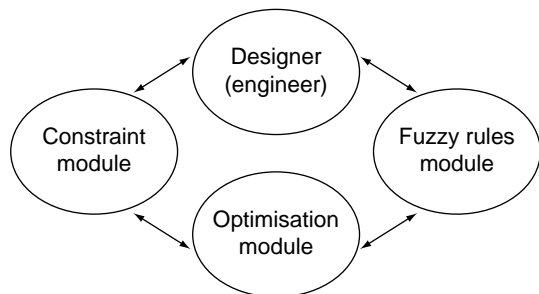 Designer
(engineer)
Constraint
module
Fuzzy rules
module
Optimisation
module